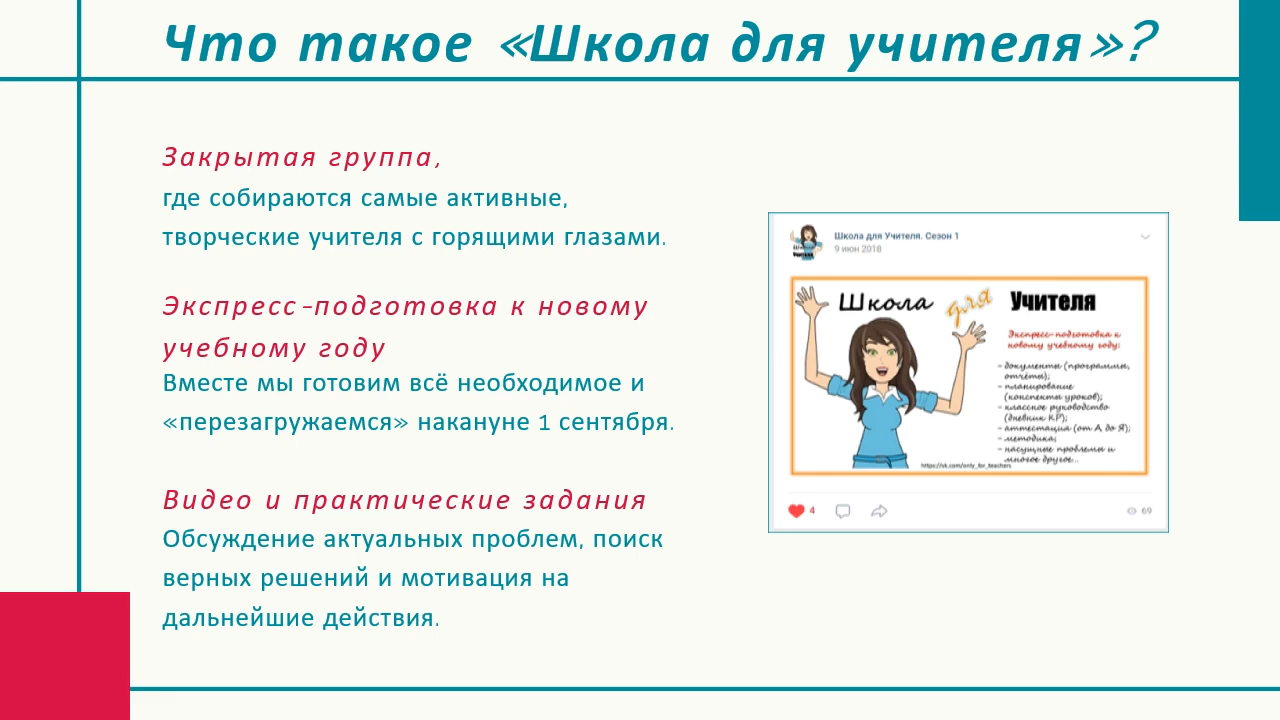 Что такое «Школа для учителя»?
Закрытая группа,
где собираются самые активные,
творческие учителя с горящими глазами.
Экспресс-подготовка к новому
учебному году
Вместе мы готовим всё необходимое и
«перезагружаемся» накануне 1 сентября.
Видео и практические задания
Обсуждение актуальных проблем, поиск
верных решений и мотивация на
дальнейшие действия.
Школа для Учителя. Сезон 1
9 июн 2018
Школа для Учителя
Экспресс-подготовка к
новому учебному году:
- документы (программы,
отчёты);
- планирование
(конспекты уроков);
- классное руководство
(дневник КР);
- аттестация (от А до Я);
- методика;
- насущные проблемы и
многое другое...
https://vk.com/only_for_teachers
4
69